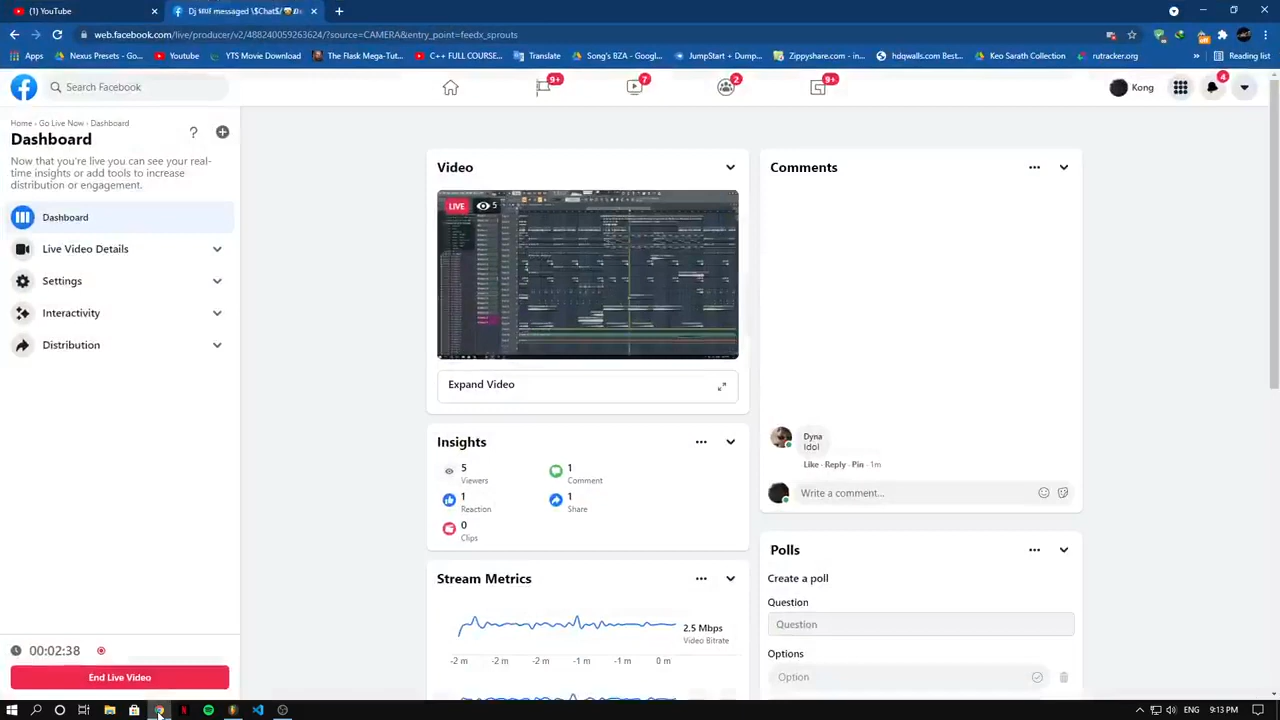 (1) YouTube
messaged \$Chat$/
web.facebook.com/live/producer/v2/488240059263624/?source=CAMERA&entry_point=feedx_sprouts
Apps
Nexus Presets - Go...
Youtube
YTS Movie Download
The Flask Mega-Tut...
C++ FULL COURSE...
Translate
Song's BZA - Googl...
JumpStart + Dump...
Zippyshare.com - in...
hdqwalls.com Best...
Keo Sarath Collection
rutracker.org
»
Reading list
Search Facebook
9+
7
2
9+
Kong
4
Home › Go Live Now › Dashboard
Dashboard
Now that you're live you can see your real-
time insights or add tools to increase
distribution or engagement.
Dashboard
Live Video Details
Settings
Interactivity
Distribution
00:02:38
End Live Video
Video
LIVE
5
Expand Video
Insights
5
Viewers
1
Comment
1
Reaction
1
Share
0
Clips
Stream Metrics
2.5 Mbps
Video Bitrate
-2 m
-2 m
-2 m
-1 m
-1 m
0 m
Comments
Dyna
Idol
Like · Reply · Pin · 1m
Write a comment...
Polls
Create a poll
Question
Question
Options
Option
ENG
9:13 PM